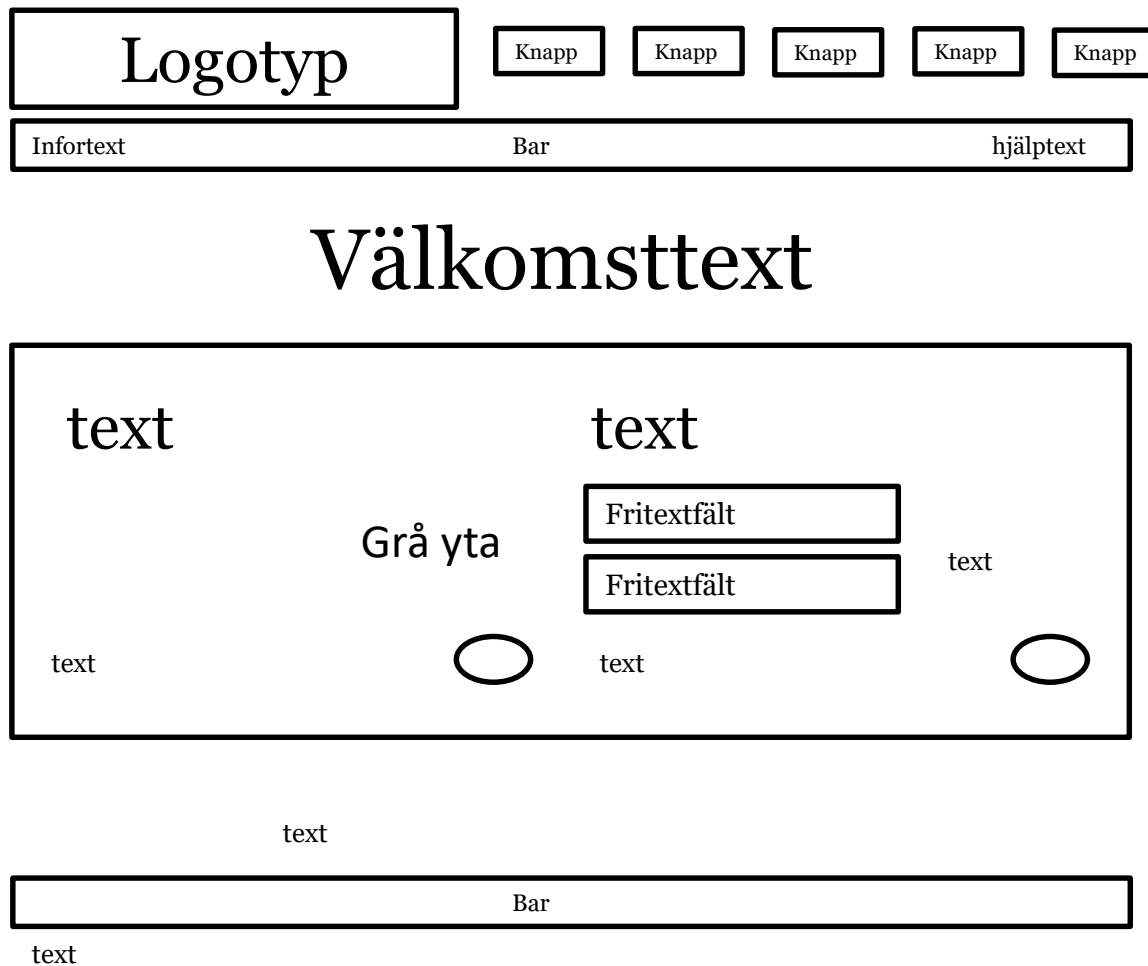 Logotyp
Knapp Knapp Knapp Knapp Knapp
Infortext Bar hjälptext
Välkomsttext
text text
Fritextfält
Grå yta
Fritextfält
text
text text
text
Bar
text